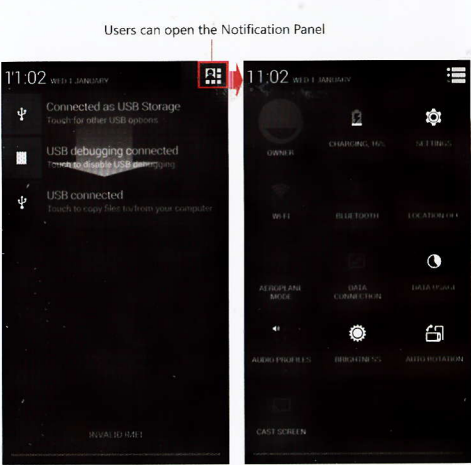 Users can open the Notification Panel
11:02 WED 1 JANUARY
Connected as USB Storage
Touch for other USB options
USB debugging connected
Touch to disable USB debugging
USB connected
Touch to copy files to/from your computer
INVALID IMEI
11:02 WED 1 JANUARY
OWNER
CHARGING, 76%
SETTINGS
WI-FI
BLUETOOTH
LOCATION OFF
AEROPLANE
MODE
DATA
CONNECTION
DATA USAGE
AUDIO PROFILES
BRIGHTNESS
AUTO ROTATION
CAST SCREEN